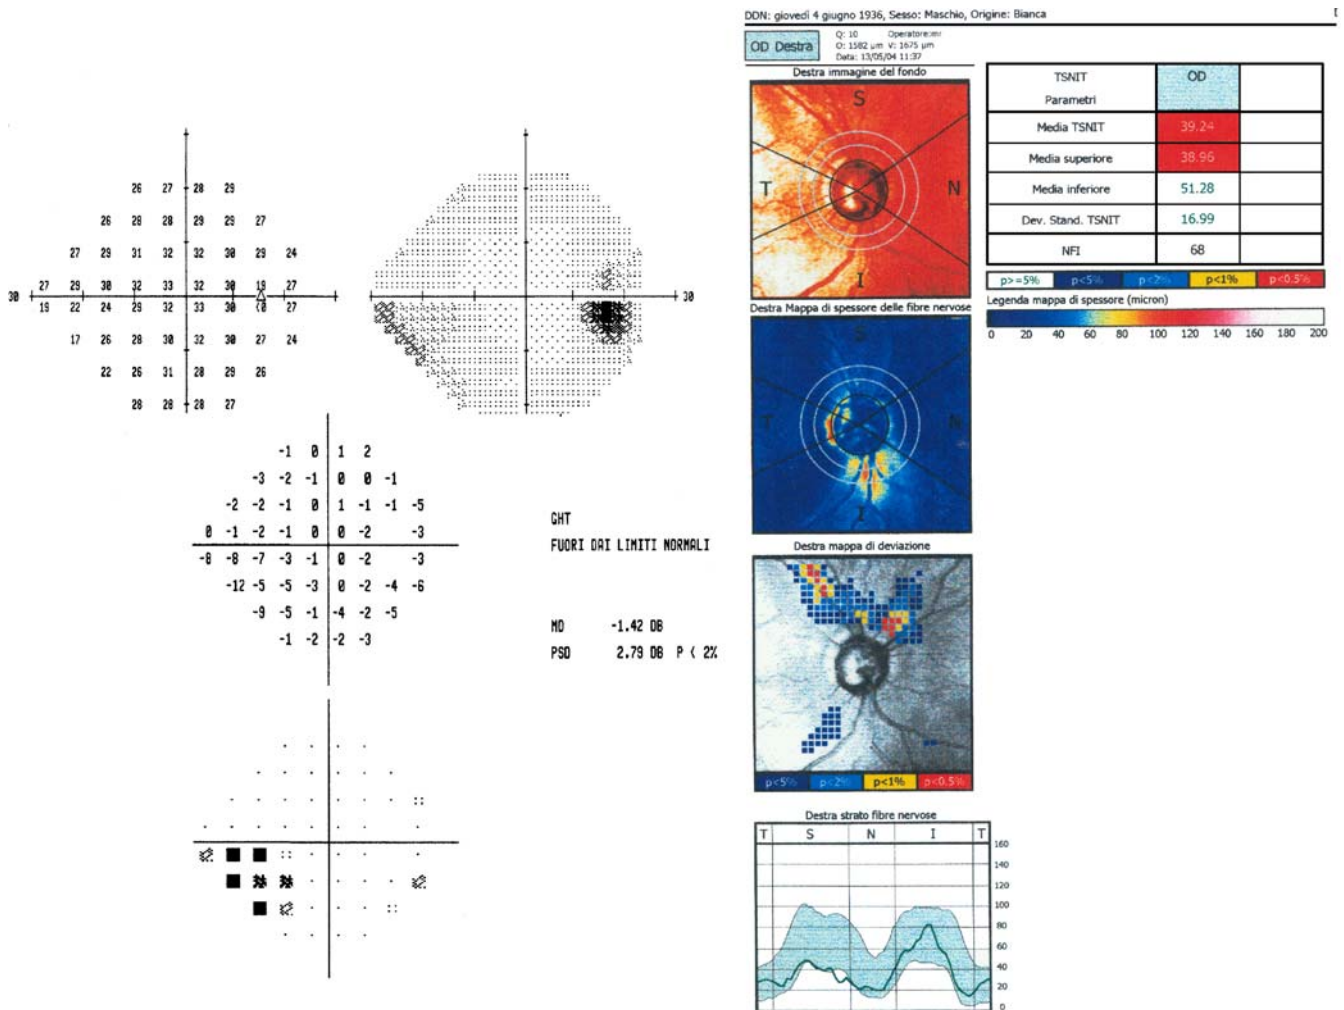 26 27 28 29
26 28 28 29 29 27
27 29 31 32 32 30 29 24
27 29 30 32 33 32 30 19 27
30 30
19 22 24 29 32 33 30 <0 27
17 26 28 30 32 30 27 24
22 26 31 28 29 26
28 28 28 27
-1 0 1 2
-3 -2 -1 0 0 -1
-2 -2 -1 0 1 -1 -1 -5
0 -1 -2 -1 0 0 -2 -3
-8 -8 -7 -3 -1 0 -2 -3
-12 -5 -5 -3 0 -2 -4 -6
-9 -5 -1 -4 -2 -5
-1 -2 -2 -3
GHT
FUORI DAI LIMITI NORMALI
MD -1.42 DB
PSD 2.79 DB P < 2%
DDN: giovedì 4 giugno 1936, Sesso: Maschio, Origine: Bianca
OD Destra
Q: 10 Operatore:mr
O: 1582 µm V: 1675 µm
Data: 13/05/04 11:37
Destra immagine del fondo
S
T N
I
TSNIT Parametri OD
Media TSNIT 39.24
Media superiore 38.96
Media inferiore 51.28
Dev. Stand. TSNIT 16.99
NFI 68
p>=5% p<5% p<2% p<1% p<0.5%
Legenda mappa di spessore (micron)
0 20 40 60 80 100 120 140 160 180 200
Destra Mappa di spessore delle fibre nervose
S
T N
I
Destra mappa di deviazione
p<5% p<2% p<1% p<0.5%
Destra strato fibre nervose
T S N I T
160
140
120
100
80
60
40
20
0